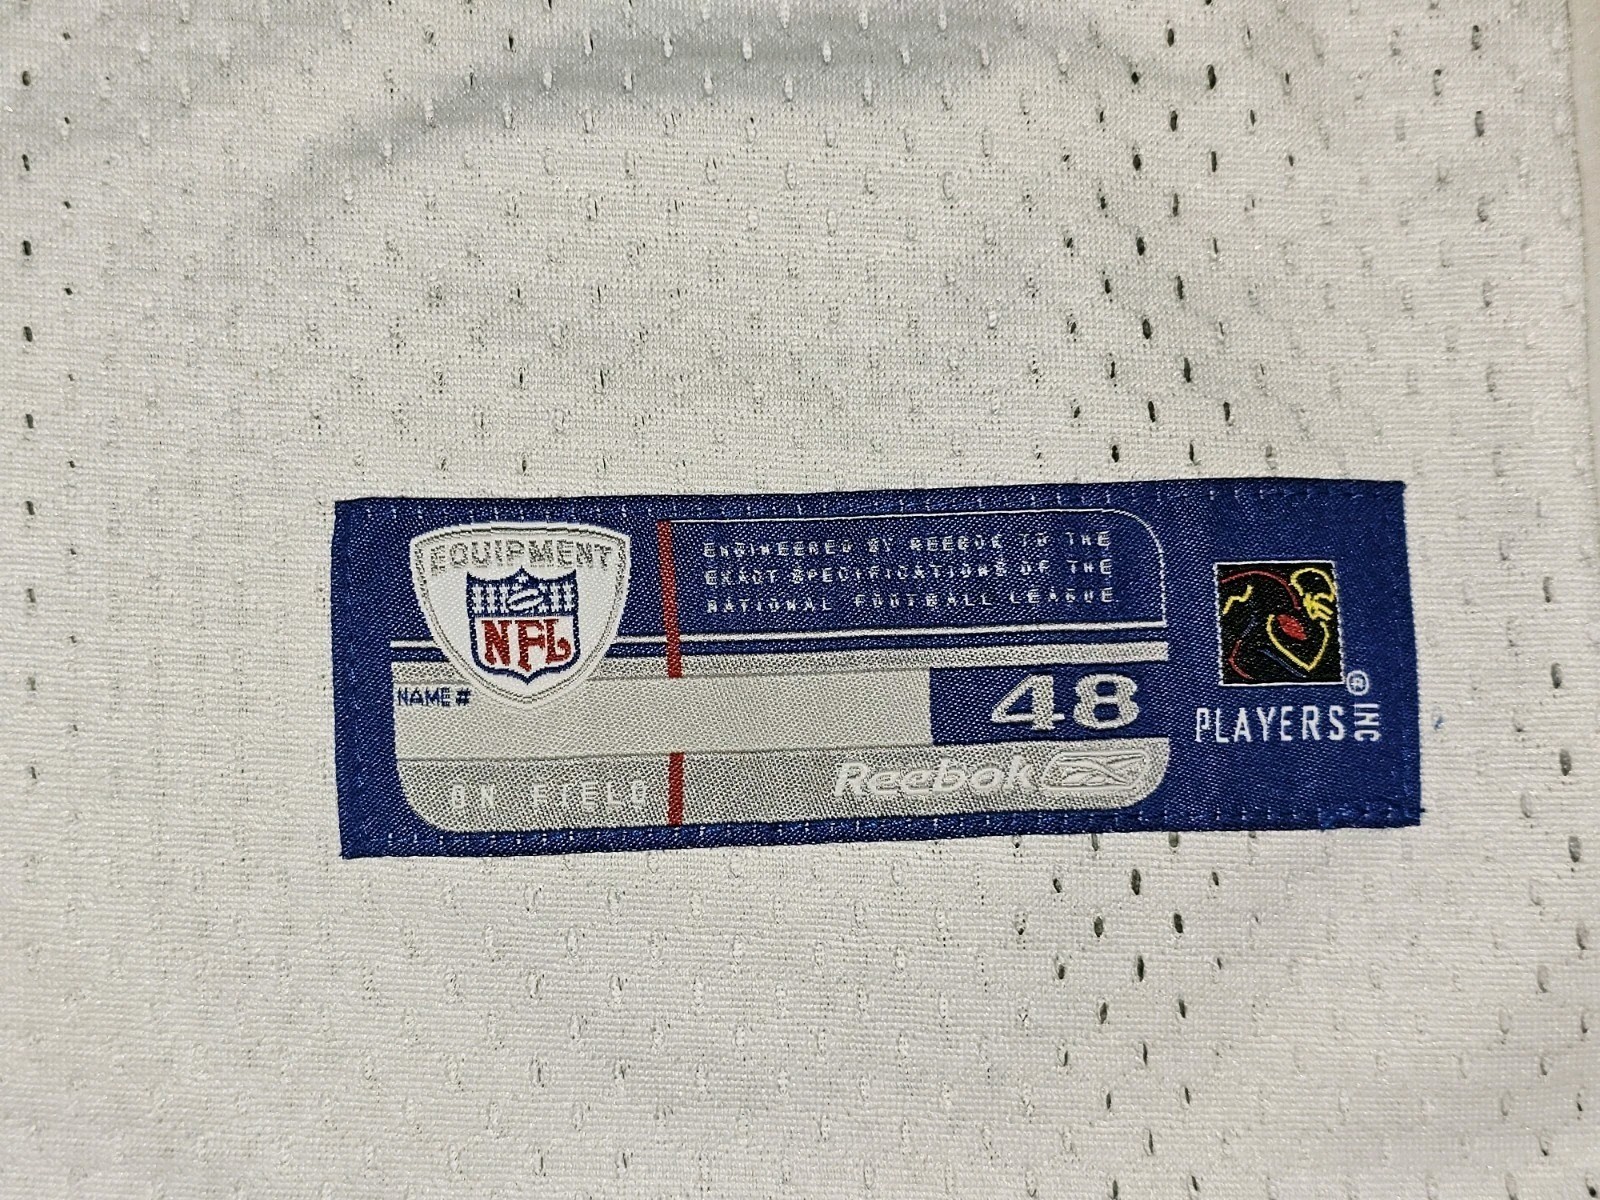 EQUIPMENT
NFL
ENGINEERED BY REEBOK TO THE
EXACT SPECIFICATIONS OF THE
NATIONAL FOOTBALL LEAGUE
NAME #
48
ON FIELD
Reebok
PLAYERS INC ®